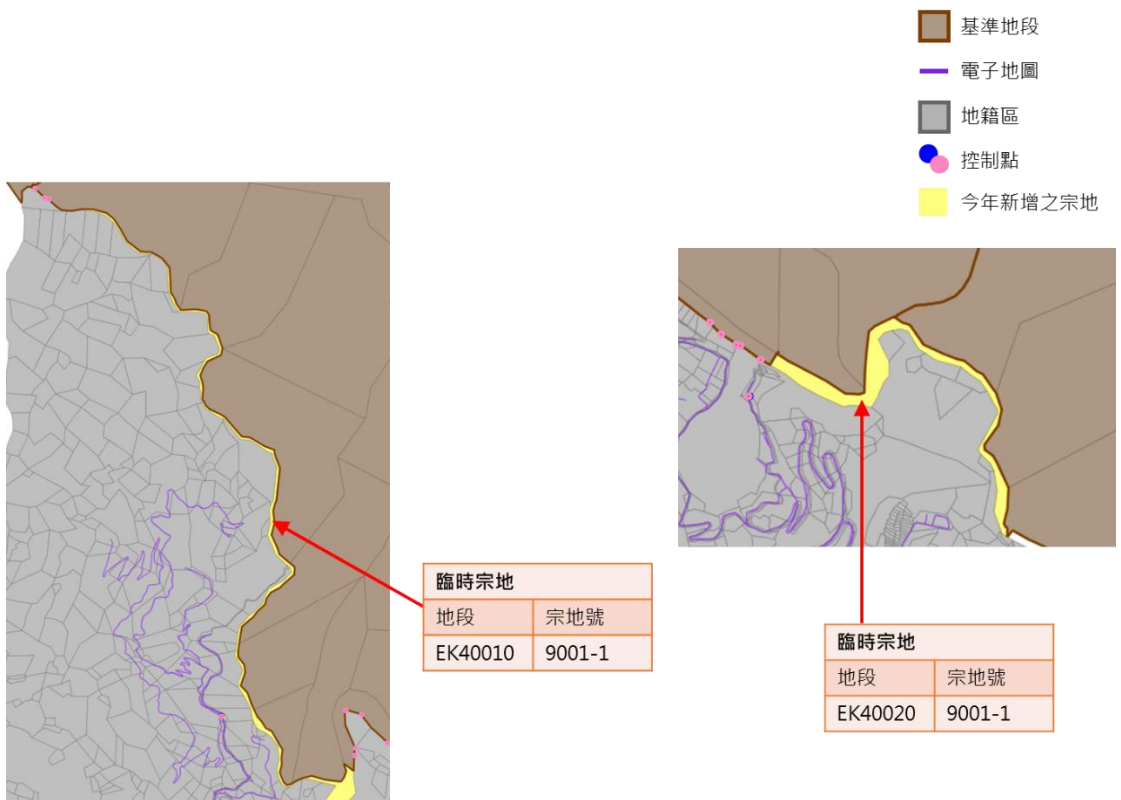 基準地段
電子地圖
地籍區
控制點
今年新增之宗地
臨時宗地
地段 宗地號
EK40010 9001-1
臨時宗地
地段 宗地號
EK40020 9001-1